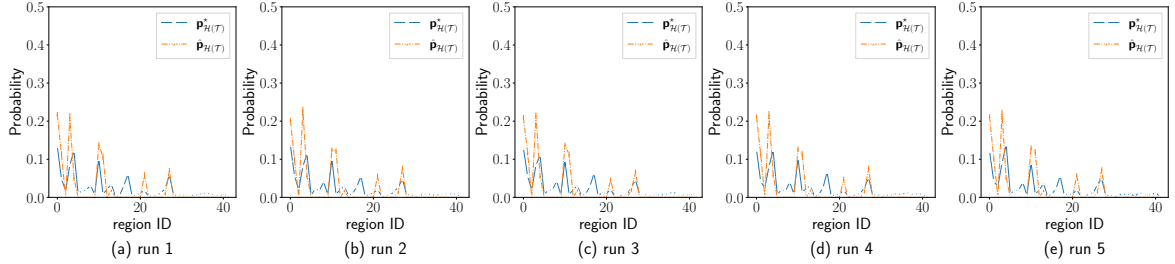 0.5
0.4
0.3
0.2
0.1
0.0
Probability
0
20
40
region ID
p⋆H(T)
p̂H(T)
(a) run 1
0.5
0.4
0.3
0.2
0.1
0.0
Probability
0
20
40
region ID
p⋆H(T)
p̂H(T)
(b) run 2
0.5
0.4
0.3
0.2
0.1
0.0
Probability
0
20
40
region ID
p⋆H(T)
p̂H(T)
(c) run 3
0.5
0.4
0.3
0.2
0.1
0.0
Probability
0
20
40
region ID
p⋆H(T)
p̂H(T)
(d) run 4
0.5
0.4
0.3
0.2
0.1
0.0
Probability
0
20
40
region ID
p⋆H(T)
p̂H(T)
(e) run 5